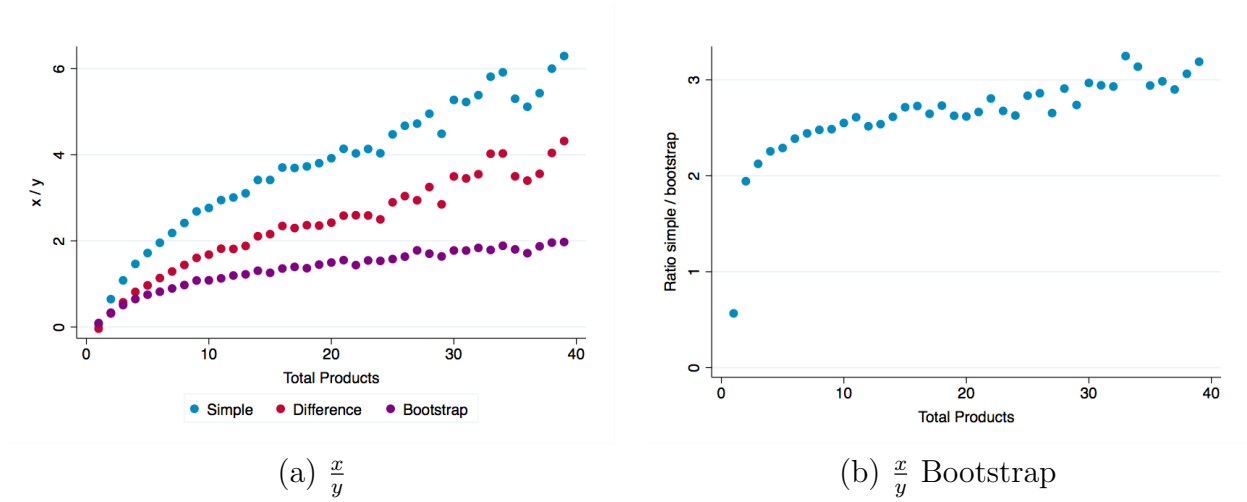 x / y
6
4
2
0
0 10 20 30 40
Total Products
Simple Difference Bootstrap
(a) x/y
Ratio simple / bootstrap
3
2
1
0
0 10 20 30 40
Total Products
(b) x/y Bootstrap